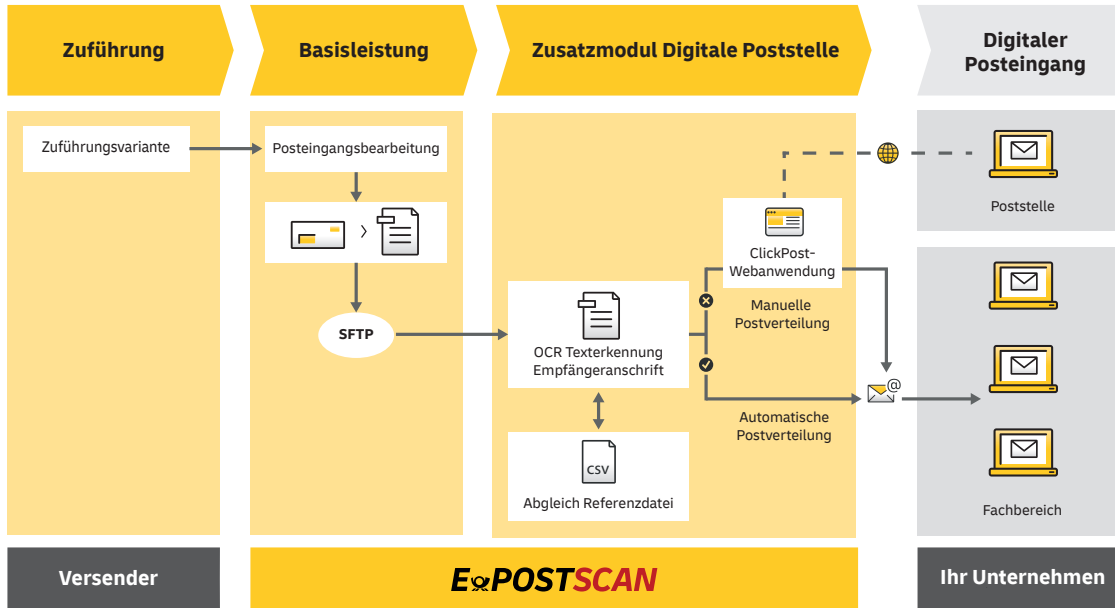 Zuführung
Basisleistung
Zusatzmodul Digitale Poststelle
Digitaler
Posteingang
Zuführungsvariante
Posteingangsbearbeitung
Poststelle
ClickPost-
Webanwendung
Manuelle
Postverteilung
SFTP
OCR Texterkennung
Empfängeranschrift
@
Automatische
Postverteilung
CSV
Abgleich Referenzdatei
Fachbereich
Versender
E POSTSCAN
Ihr Unternehmen